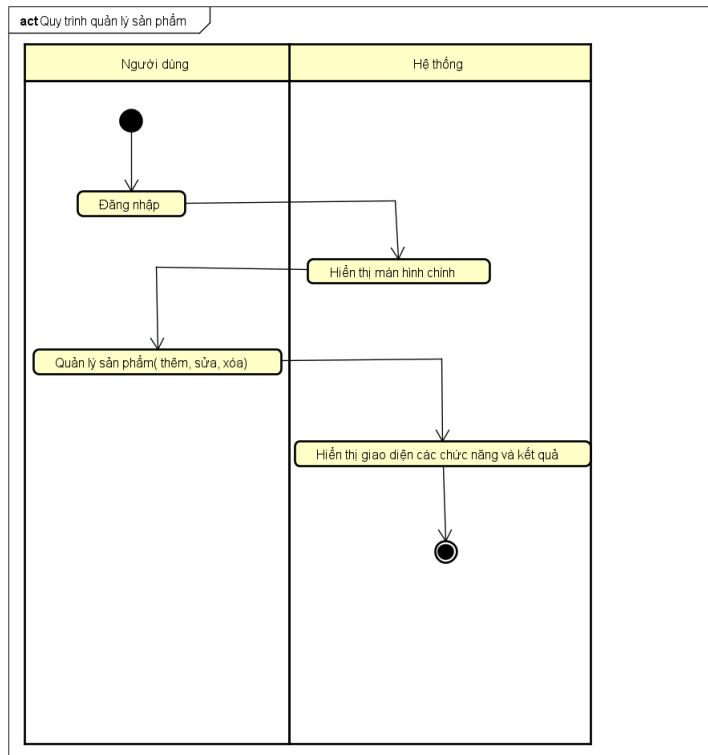 act Quy trình quản lý sản phẩm
Người dùng
Hệ thống
Đăng nhập
Hiển thị màn hình chính
Quản lý sản phẩm( thêm, sửa, xóa)
Hiển thị giao diện các chức năng và kết quả